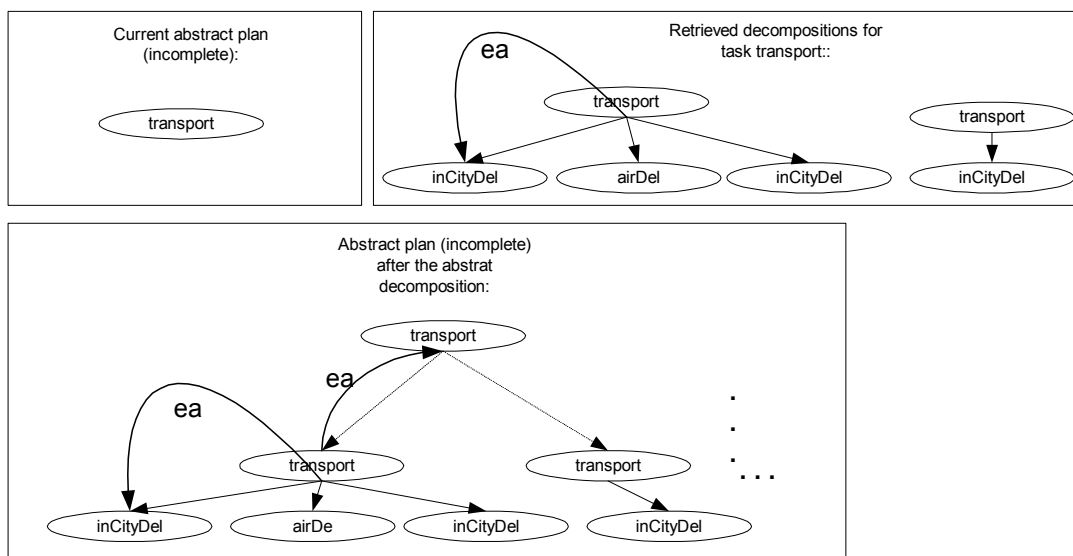 Current abstract plan
(incomplete):
transport
Retrieved decompositions for
task transport::
ea
transport
transport
inCityDel
airDel
inCityDel
inCityDel
Abstract plan (incomplete)
after the abstrat
decomposition:
transport
ea
ea
transport
transport
inCityDel
airDe
inCityDel
inCityDel